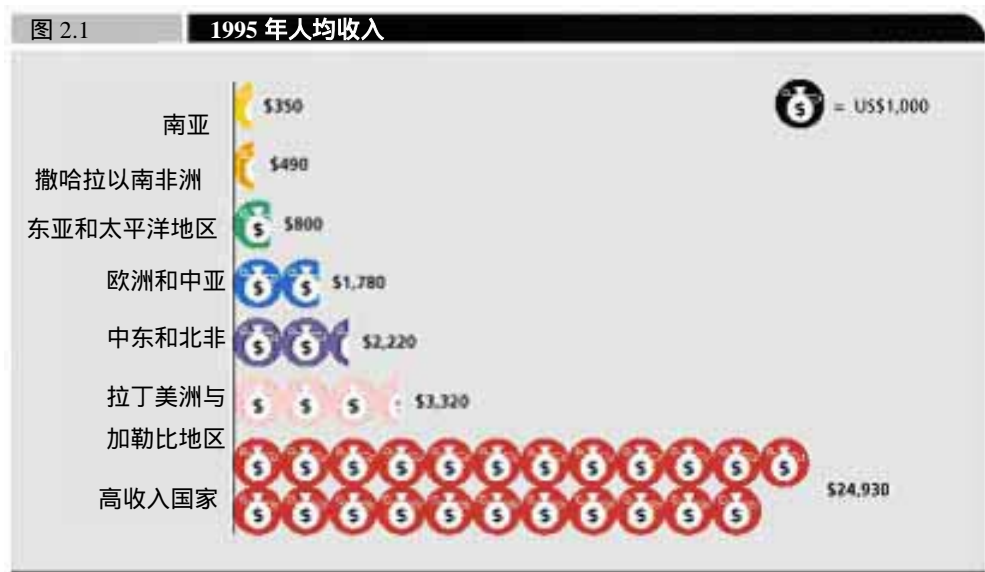 图 2.1
1995 年人均收入
= US$1,000
南亚
$350
撒哈拉以南非洲
$490
东亚和太平洋地区
$800
欧洲和中亚
$1,780
中东和北非
$2,220
拉丁美洲与
加勒比地区
$3,320
高收入国家
$24,930